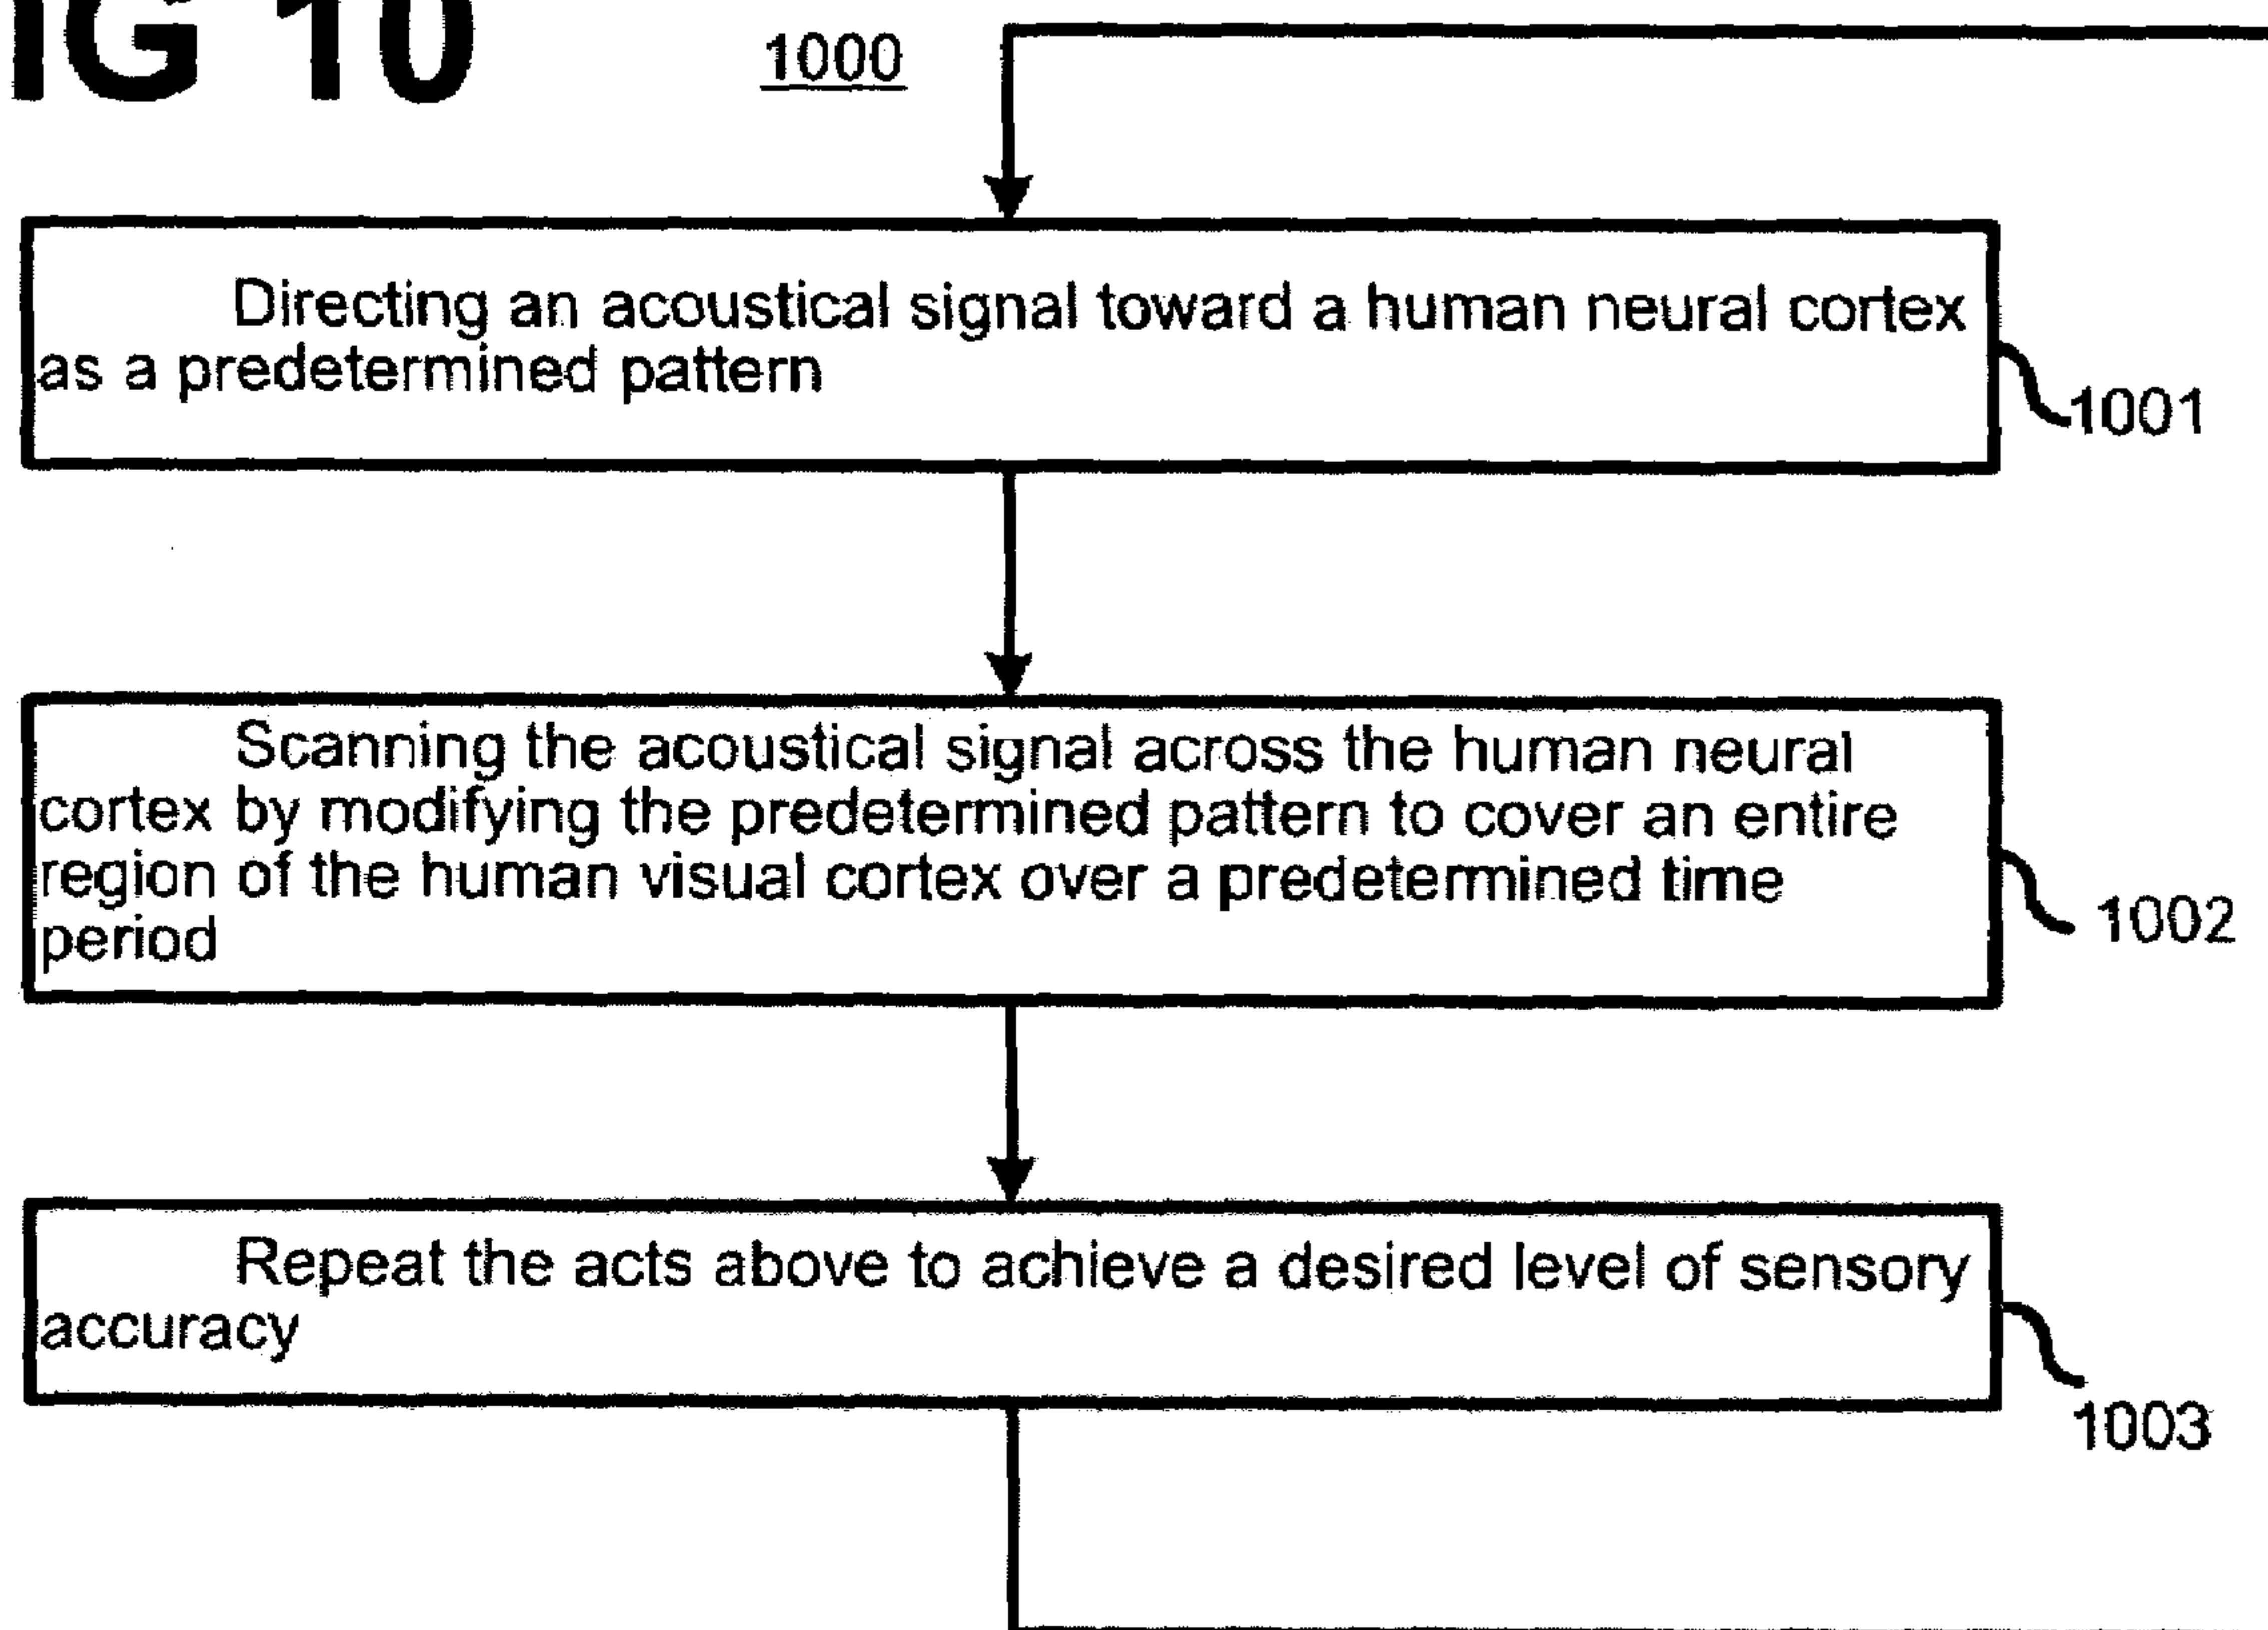 IG 10
1000
Directing an acoustical signal toward a human neural cortex
as a predetermined pattern
1001
Scanning the acoustical signal across the human neural
cortex by modifying the predetermined pattern to cover an entire
region of the human visual cortex over a predetermined time
period
1002
Repeat the acts above to achieve a desired level of sensory
accuracy
1003